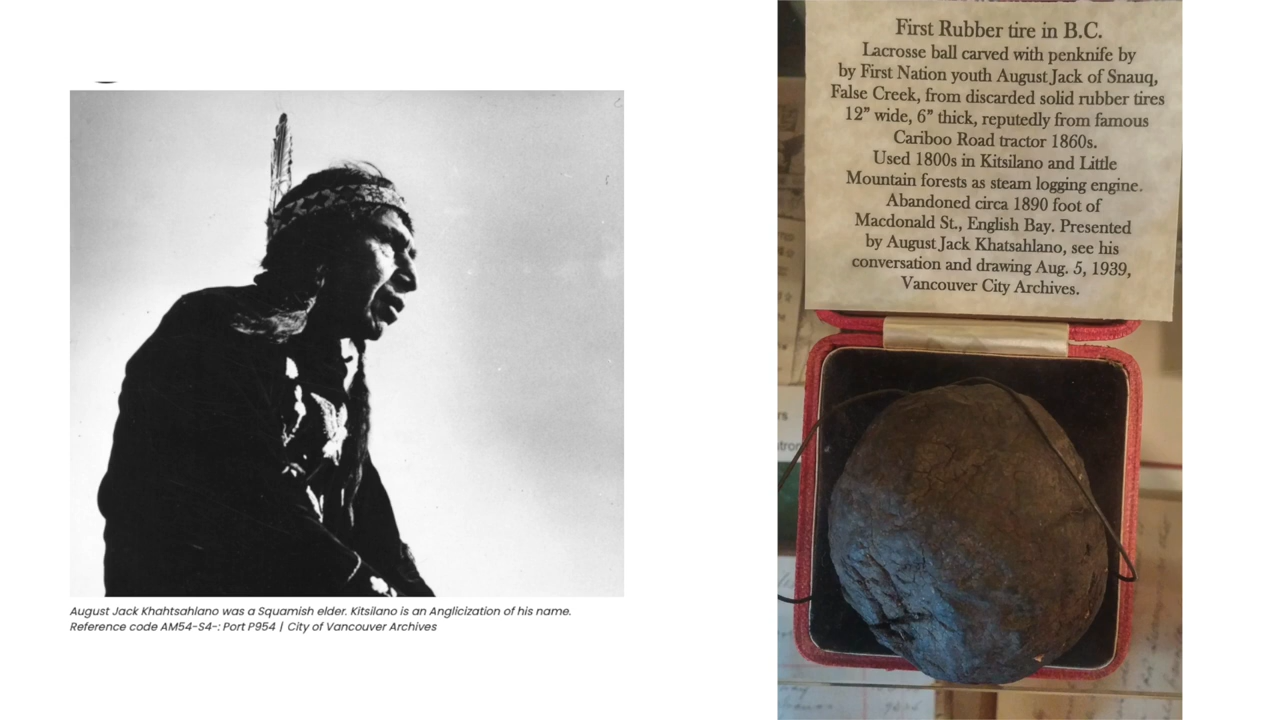 August Jack Khahtsahlano was a Squamish elder. Kitsilano is an Anglicization of his name.
Reference code AM54-S4-: Port P954 | City of Vancouver Archives
First Rubber tire in B.C.
Lacrosse ball carved with penknife by
by First Nation youth August Jack of Snauq,
False Creek, from discarded solid rubber tires
12” wide, 6” thick, reputedly from famous
Cariboo Road tractor 1860s.
Used 1800s in Kitsilano and Little
Mountain forests as steam logging engine.
Abandoned circa 1890 foot of
Macdonald St., English Bay. Presented
by August Jack Khatsahlano, see his
conversation and drawing Aug. 5, 1939,
Vancouver City Archives.